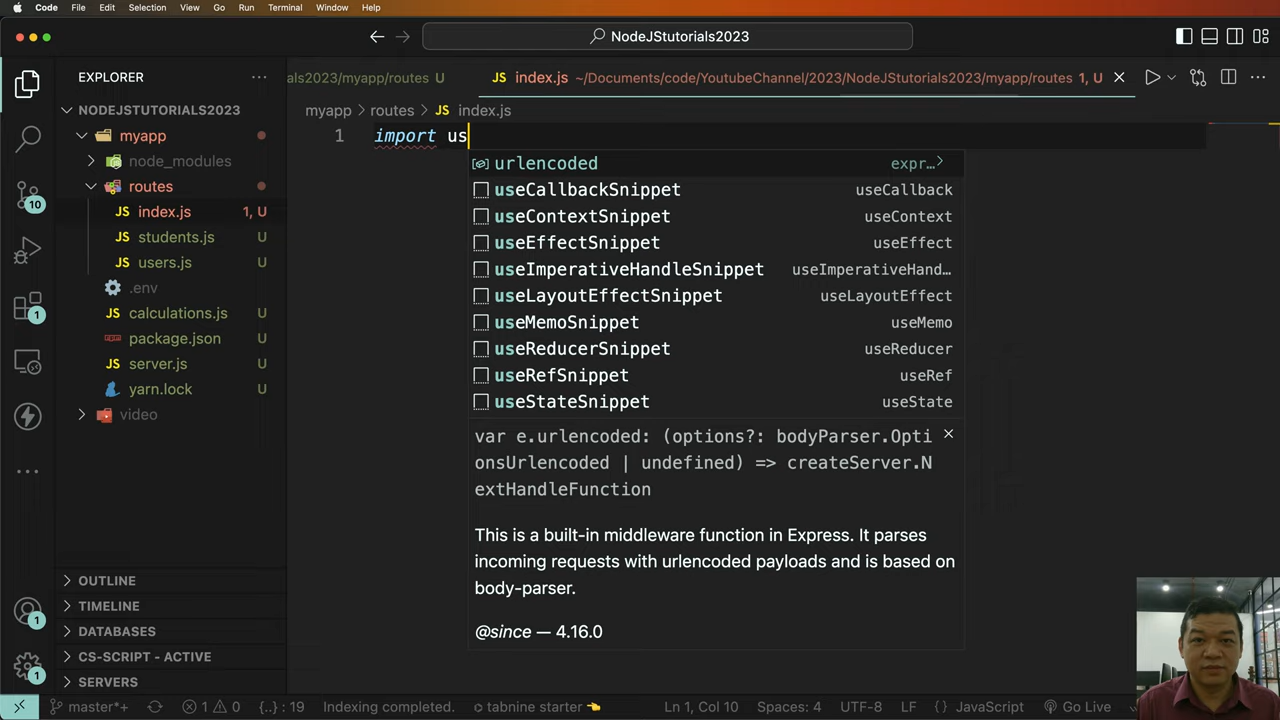 Code File Edit Selection View Go Run Terminal Window Help
NodeJStutorials2023
EXPLORER
als2023/myapp/routes U
index.js ~/Documents/code/YoutubeChannel/2023/NodeJStutorials2023/myapp/routes 1, U
NODEJSTUTORIALS2023
myapp > routes > JS index.js
myapp
1 import us
node_modules
urlencoded expr…
routes
useCallbackSnippet useCallback
JS index.js 1, U
useContextSnippet useContext
JS students.js U
useEffectSnippet useEffect
JS users.js U
useImperativeHandleSnippet useImperativeHand…
.env
useLayoutEffectSnippet useLayoutEffect
JS calculations.js U
useMemoSnippet useMemo
package.json U
useReducerSnippet useReducer
JS server.js U
useRefSnippet useRef
yarn.lock U
useStateSnippet useState
video
var e.urlencoded: (options?: bodyParser.Opti
onsUrlencoded | undefined) => createServer.N
extHandleFunction
This is a built-in middleware function in Express. It parses
incoming requests with urlencoded payloads and is based on
body-parser.
@since — 4.16.0
10
1
1
1
OUTLINE
TIMELINE
DATABASES
CS-SCRIPT - ACTIVE
SERVERS
master*+ 1 0 {..} : 19 Indexing completed. tabnine starter Ln 1, Col 10 Spaces: 4 UTF-8 LF {} JavaScript Go Live